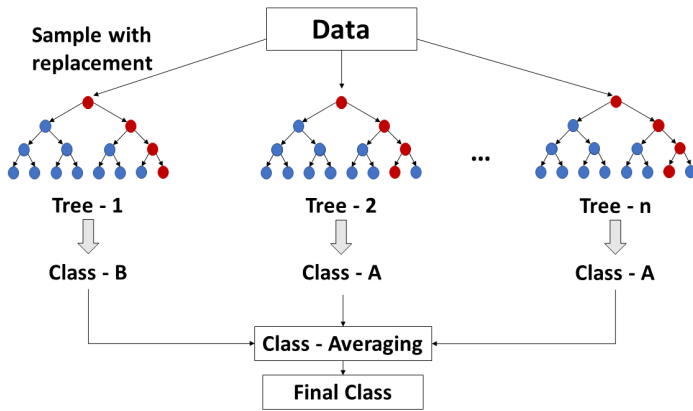 Data
Sample with
replacement
...
Tree - 1
Tree - 2
Tree - n
Class - B
Class - A
Class - A
Class - Averaging
Final Class